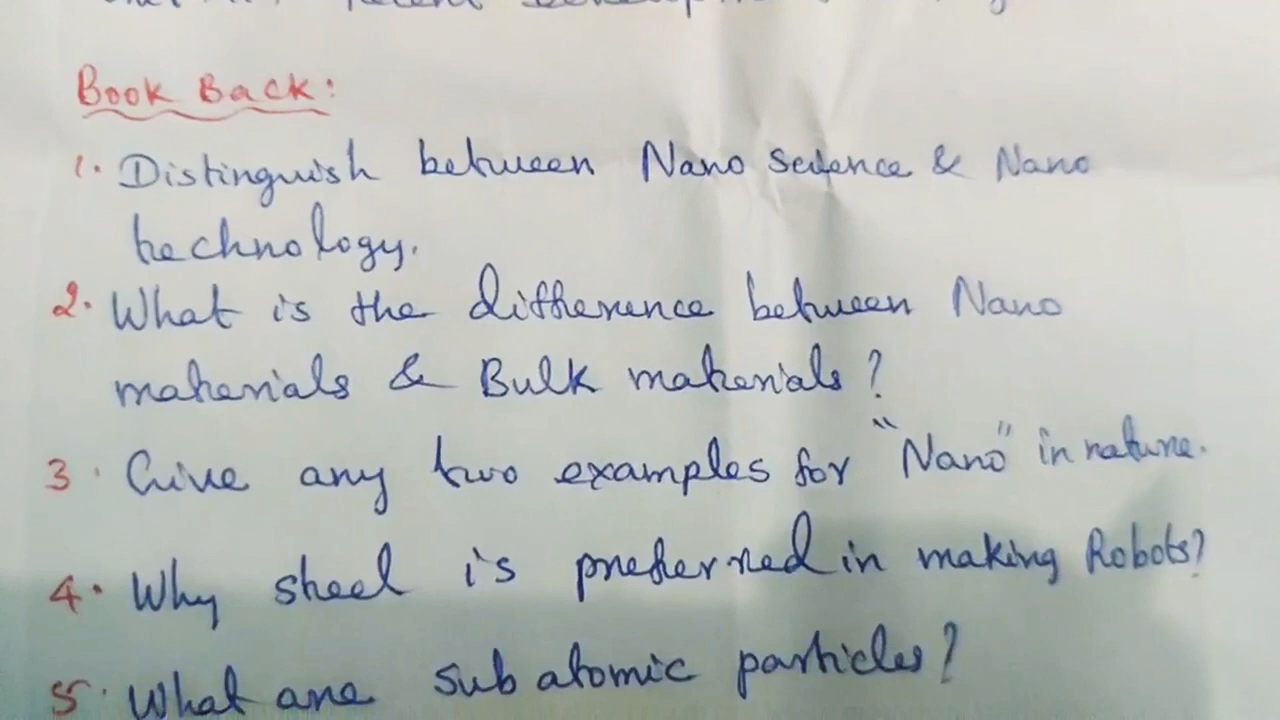 Book Back:
1. Distinguish between Nano Science & Nano
technology.
2. What is the difference between Nano
materials & Bulk materials?
3. Give any two examples for "Nano" in nature.
4. Why steel is preferred in making Robots?
5. What are sub atomic particles?